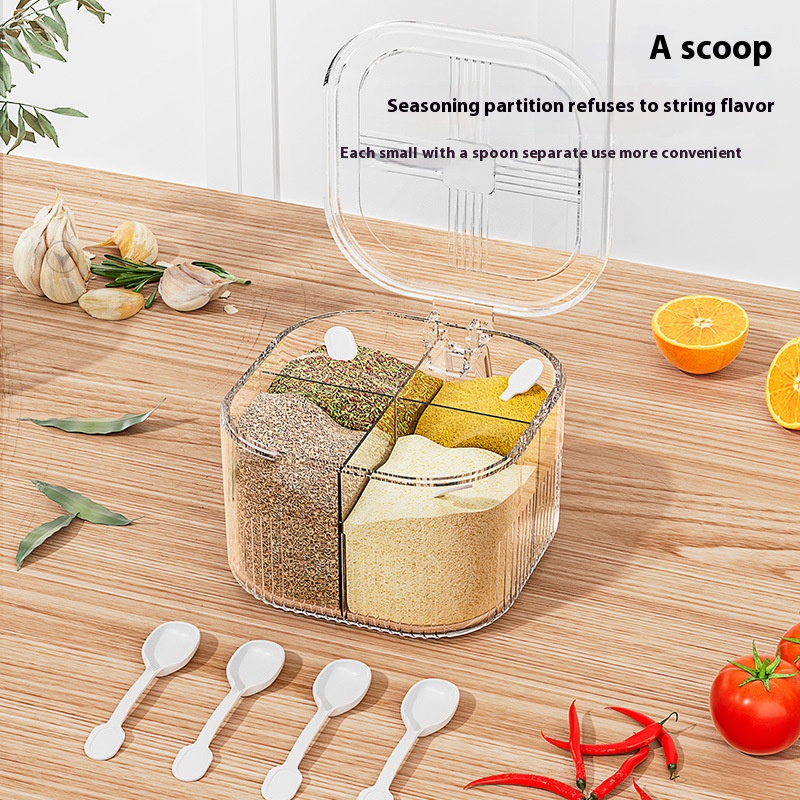 A scoop
Seasoning partition refuses to string flavor
Each small with a spoon separate use more convenient